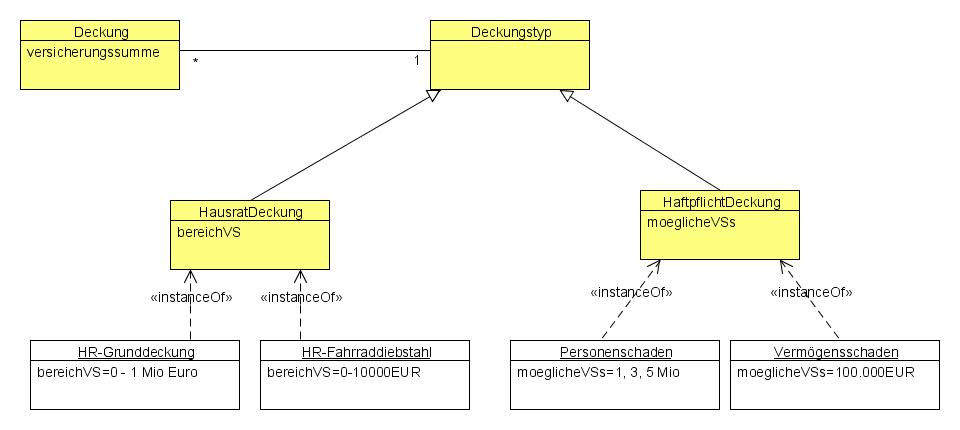 Deckung
versicherungssumme
Deckungstyp
*
1
HausratDeckung
bereichVS
HaftpflichtDeckung
moeglicheVSs
«instanceOf»
«instanceOf»
«instanceOf»
«instanceOf»
HR-Grunddeckung
bereichVS=0 - 1 Mio Euro
HR-Fahrraddiebstahl
bereichVS=0-10000EUR
Personenschaden
moeglicheVSs=1, 3, 5 Mio
Vermögensschaden
moeglicheVSs=100.000EUR